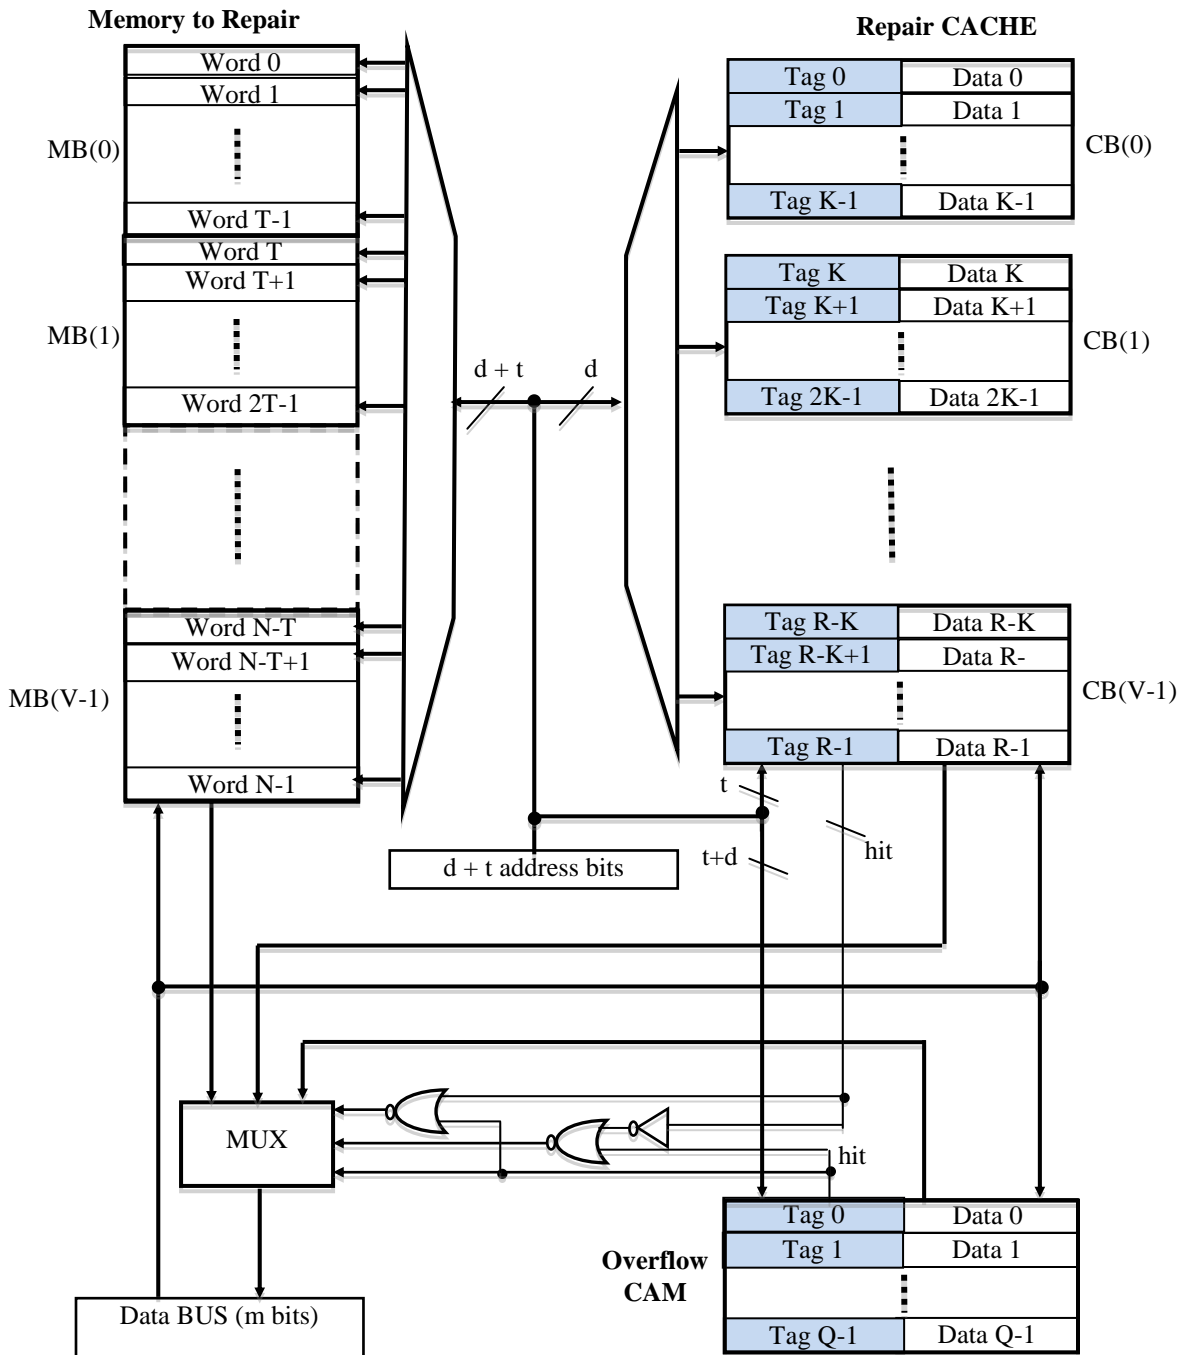 Memory to Repair
Repair CACHE
Word 0
Word 1
MB(0)
Word T-1
Word T
Word T+1
MB(1)
Word 2T-1
Word N-T
Word N-T+1
MB(V-1)
Word N-1
d + t
d
Tag 0 Data 0
Tag 1 Data 1
CB(0)
Tag K-1 Data K-1
Tag K Data K
Tag K+1 Data K+1
CB(1)
Tag 2K-1 Data 2K-1
Tag R-K Data R-K
Tag R-K+1 Data R-
CB(V-1)
Tag R-1 Data R-1
t
hit
t+d
d + t address bits
MUX
hit
Overflow
CAM
Tag 0 Data 0
Tag 1 Data 1
Tag Q-1 Data Q-1
Data BUS (m bits)